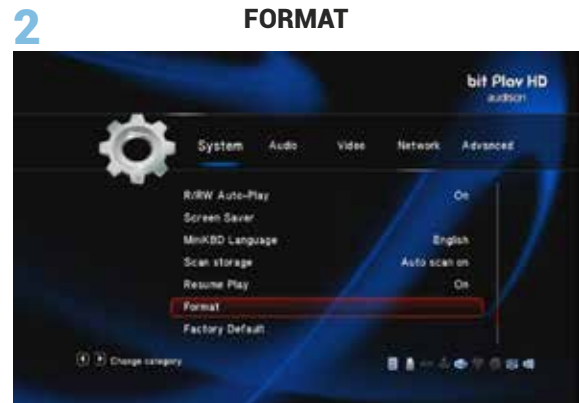 2
FORMAT
bit Play HD
audison
System Audio Video Network Advanced
R/RW Auto-Play On
Screen Saver
MiniKBD Language English
Scan storage Auto scan on
Resume Play On
Format
Factory Default
Change category